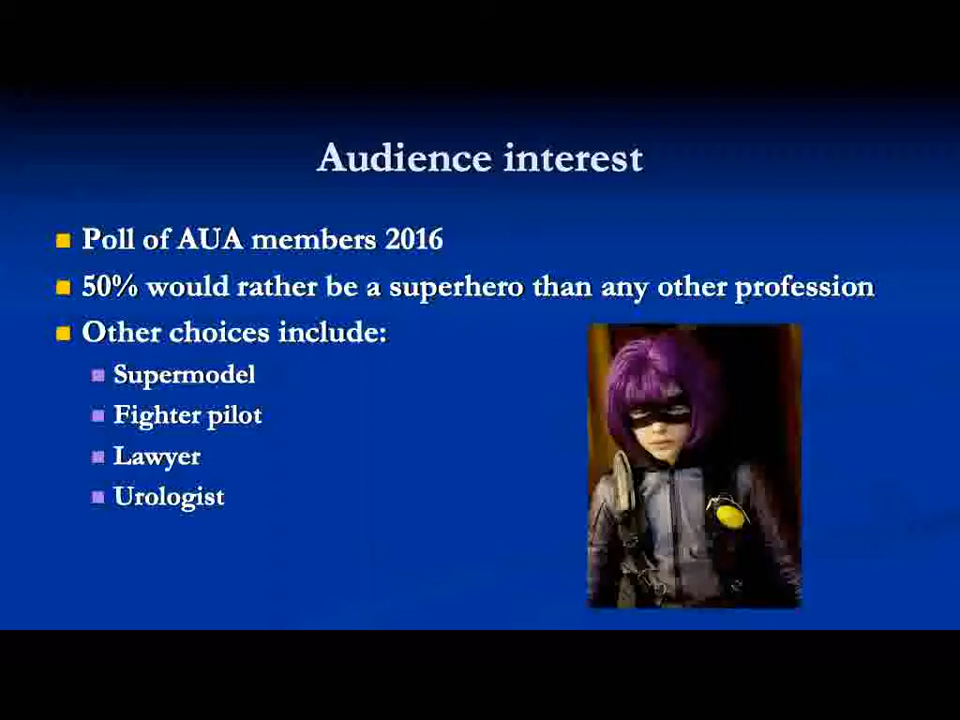 Audience interest
Poll of AUA members 2016
50% would rather be a superhero than any other profession
Other choices include:
Supermodel
Fighter pilot
Lawyer
Urologist